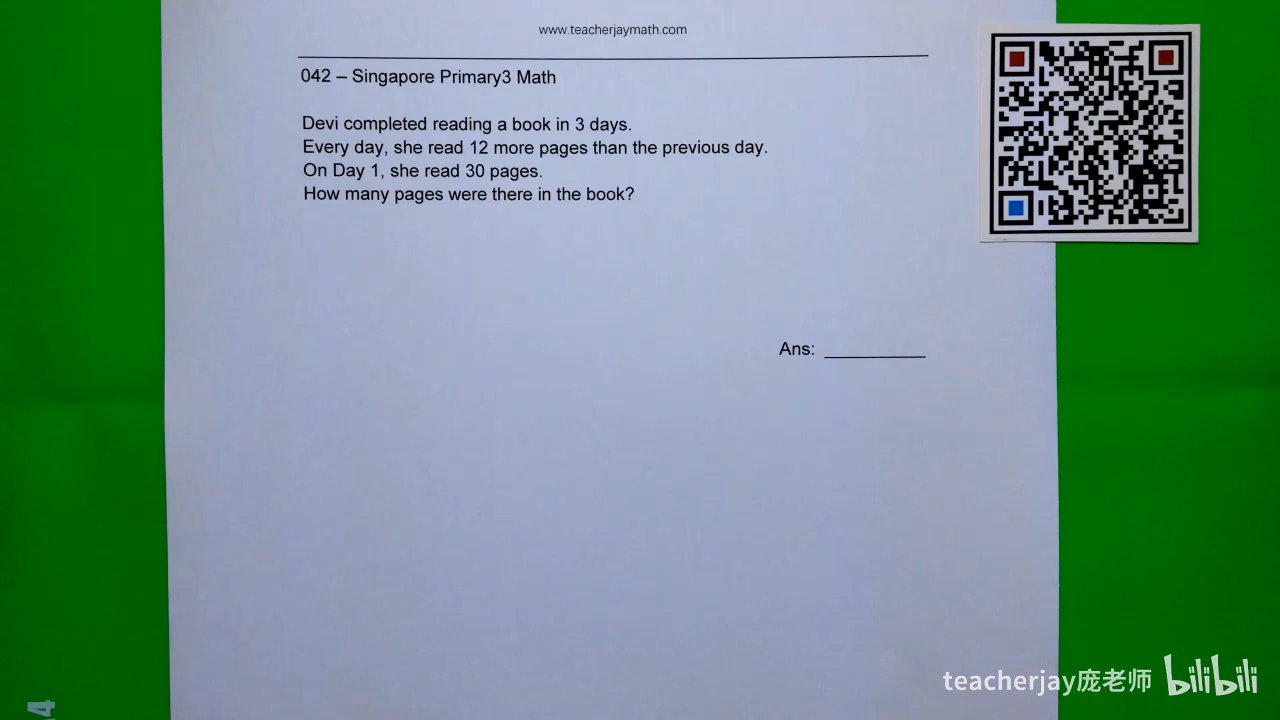 www.teacherjaymath.com
042 – Singapore Primary3 Math
Devi completed reading a book in 3 days.
Every day, she read 12 more pages than the previous day.
On Day 1, she read 30 pages.
How many pages were there in the book?
Ans: __________
teacherjay庞老师 bilibili
4